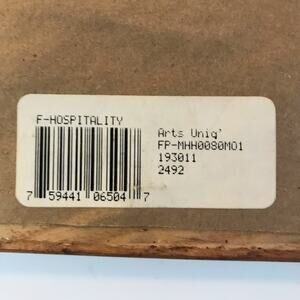 F-HOSPITALITY
Arts Uniq'
FP-MHH0080M01
193011
2492
7 59441 06504 7